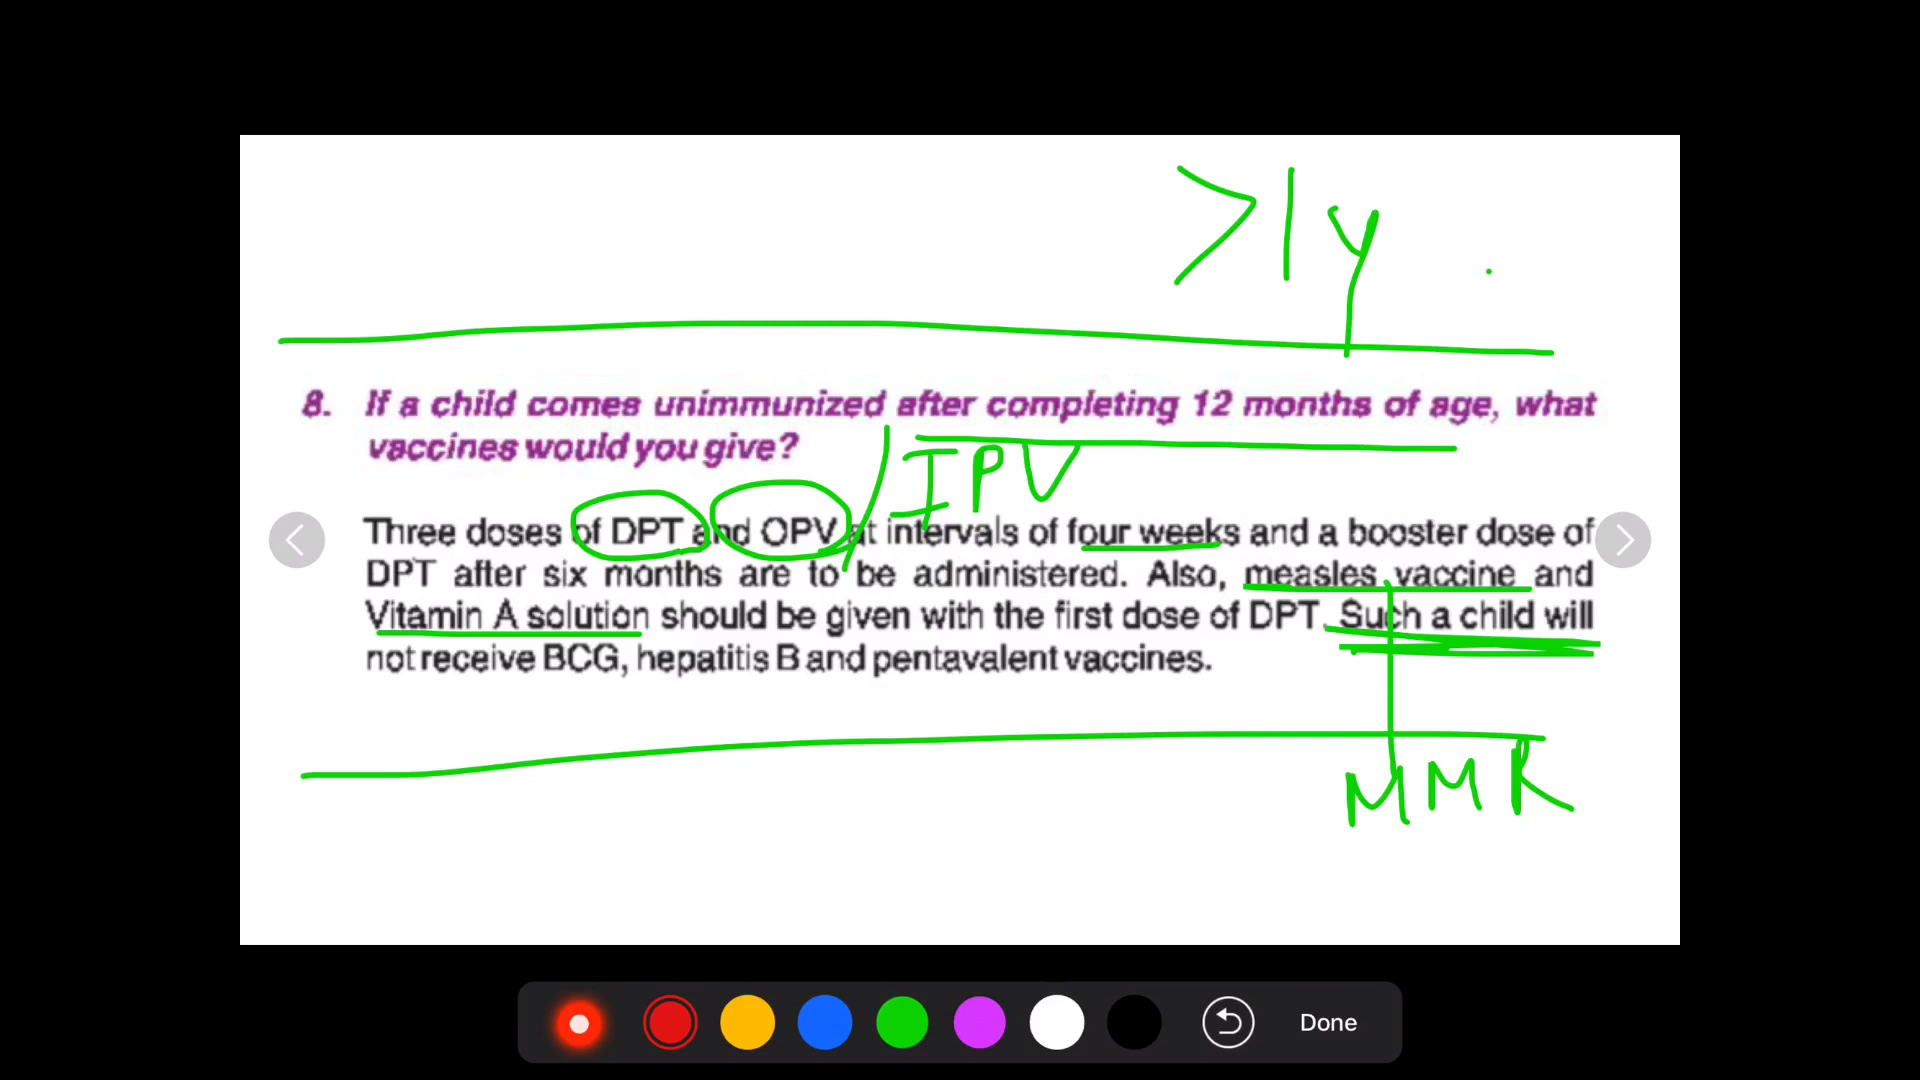 >1y
8. If a child comes unimmunized after completing 12 months of age, what
vaccines would you give?
IPV
Three doses of DPT and OPV at intervals of four weeks and a booster dose of
DPT after six months are to be administered. Also, measles vaccine and
Vitamin A solution should be given with the first dose of DPT. Such a child will
not receive BCG, hepatitis B and pentavalent vaccines.
MMR
Done